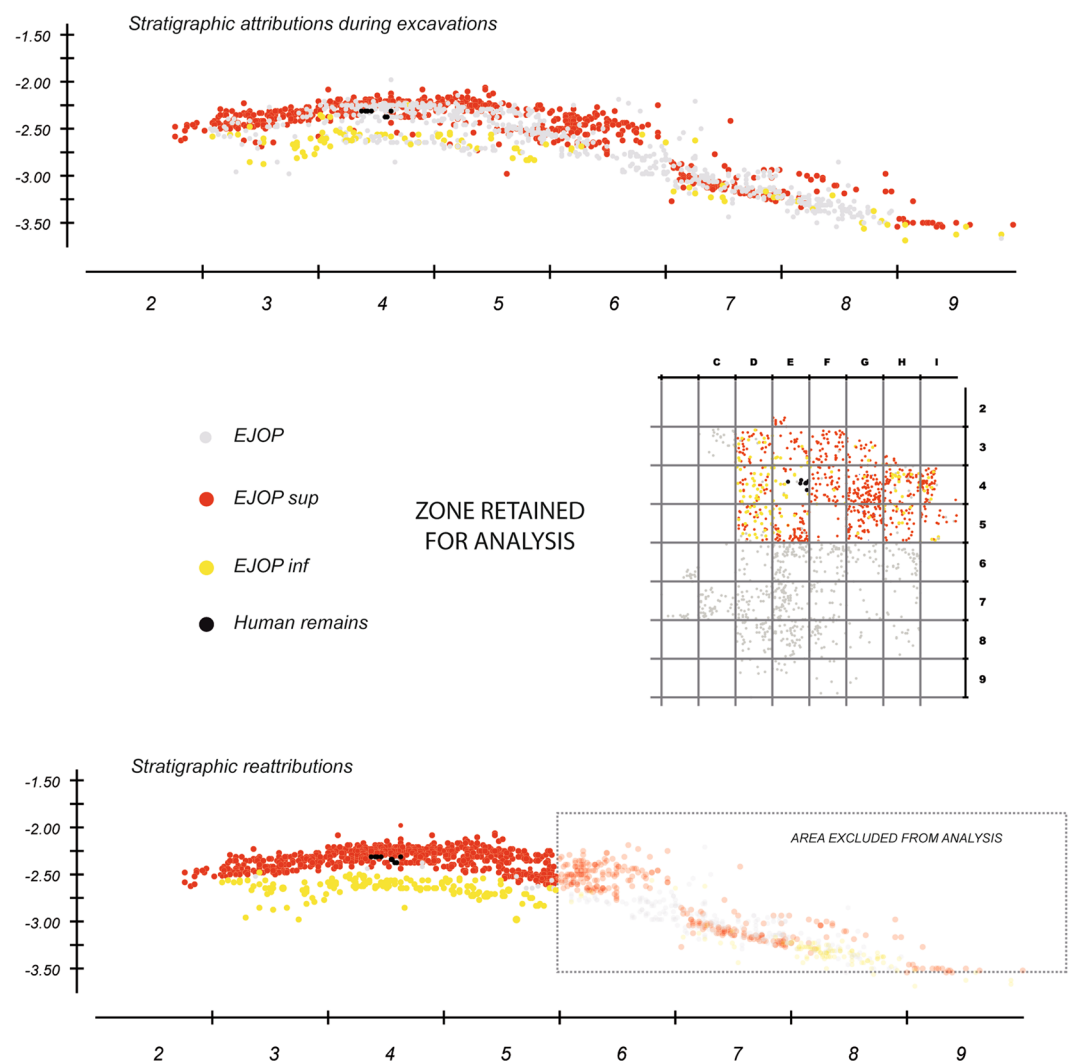 Stratigraphic attributions during excavations
-1.50
-2.00
-2.50
-3.00
-3.50
2 3 4 5 6 7 8 9
C D E F G H I
2
3
4
5
6
7
8
9
EJOP
EJOP sup
EJOP inf
Human remains
ZONE RETAINED
FOR ANALYSIS
Stratigraphic reattributions
-1.50
-2.00
-2.50
-3.00
-3.50
AREA EXCLUDED FROM ANALYSIS
2 3 4 5 6 7 8 9